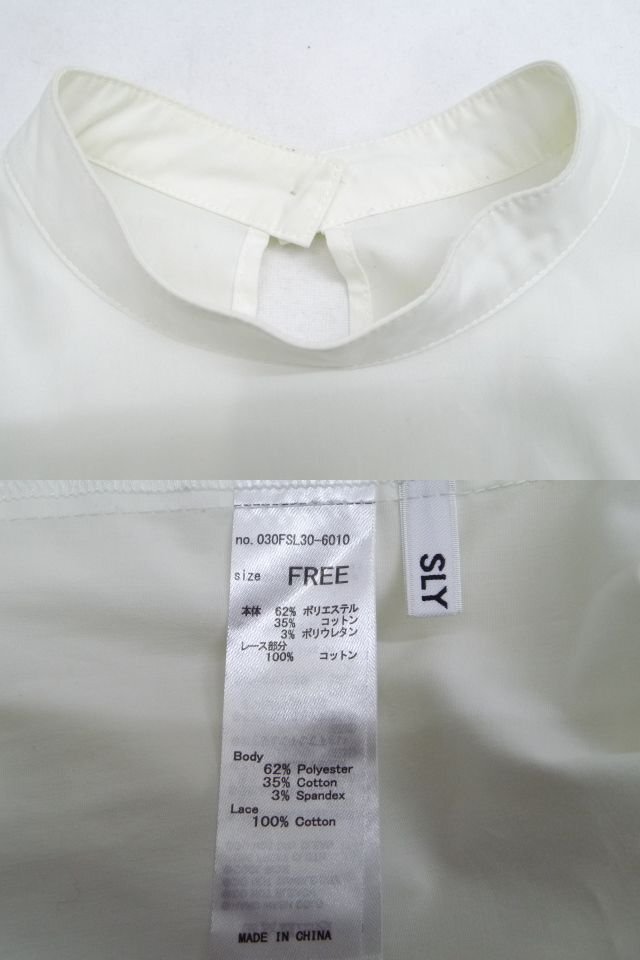 no. 030FSL30-6010
size FREE
本体 62% ポリエステル
35% コットン
3% ポリウレタン
レース部分
100% コットン
Body
62% Polyester
35% Cotton
3% Spandex
Lace
100% Cotton
MADE IN CHINA
SLY